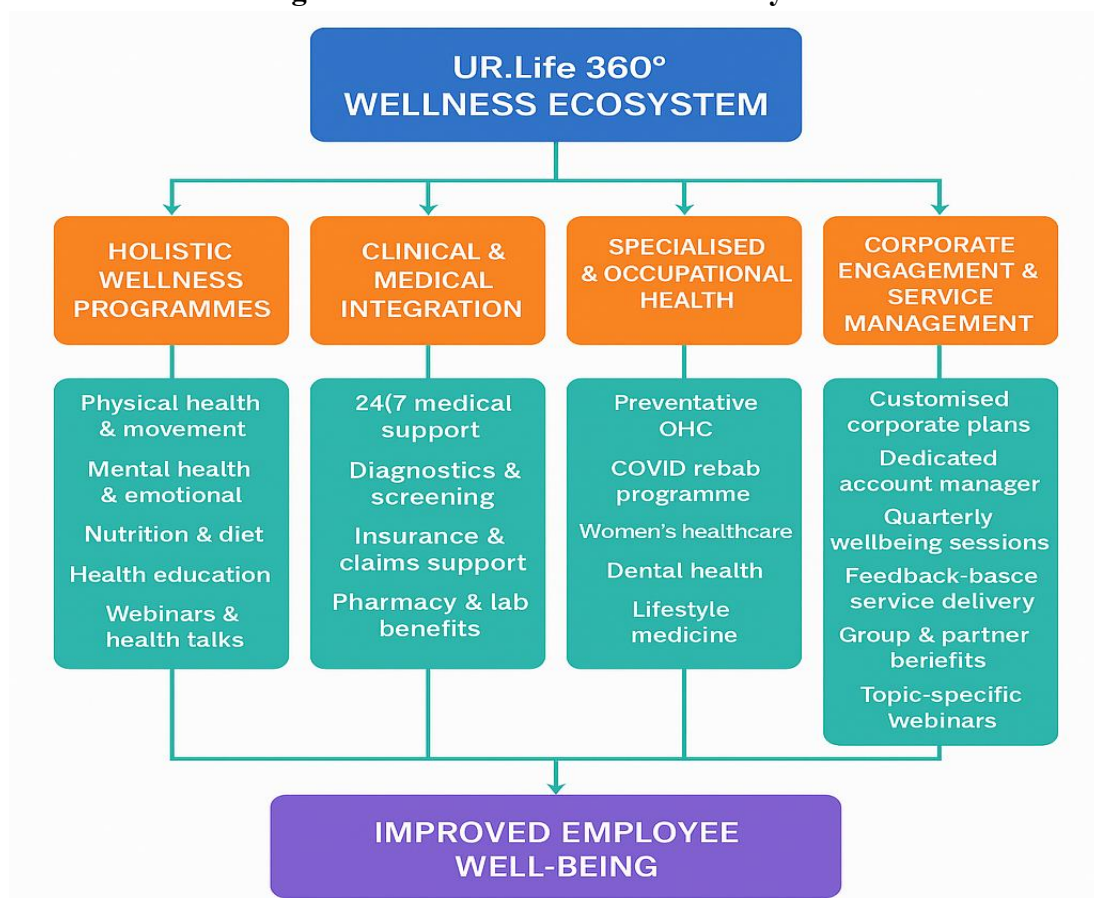 UR.Life 360°
WELLNESS ECOSYSTEM
HOLISTIC
WELLNESS
PROGRAMMES
CLINICAL &
MEDICAL
INTEGRATION
SPECIALISED
& OCCUPATIONAL
HEALTH
CORPORATE
ENGAGEMENT &
SERVICE
MANAGEMENT
Physical health
& movement
Mental health
& emotional
Nutrition & diet
Health education
Webinars &
health talks
24(7 medical
support
Diagnostics &
screening
Insurance &
claims support
Pharmacy & lab
benefits
Preventative
OHC
COVID rebab
programme
Women's healthcare
Dental health
Lifestyle
medicine
Customised
corporate plans
Dedicated
account manager
Quarterly
wellbeing sessions
Feedback-basce
service delivery
Group & partner
beriefits
Topic-specific
webinars
IMPROVED EMPLOYEE
WELL-BEING